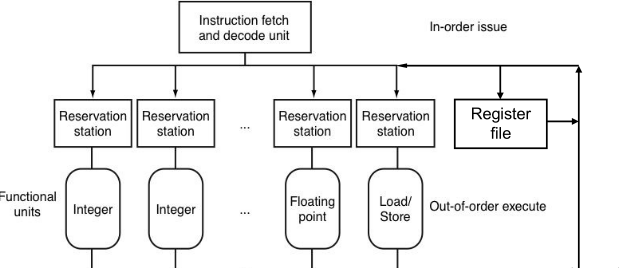 Instruction fetch
and decode unit
In-order issue
Reservation
station
Reservation
station
...
Reservation
station
Reservation
station
Register
file
Functional
units
Integer
Integer
...
Floating
point
Load/
Store
Out-of-order execute